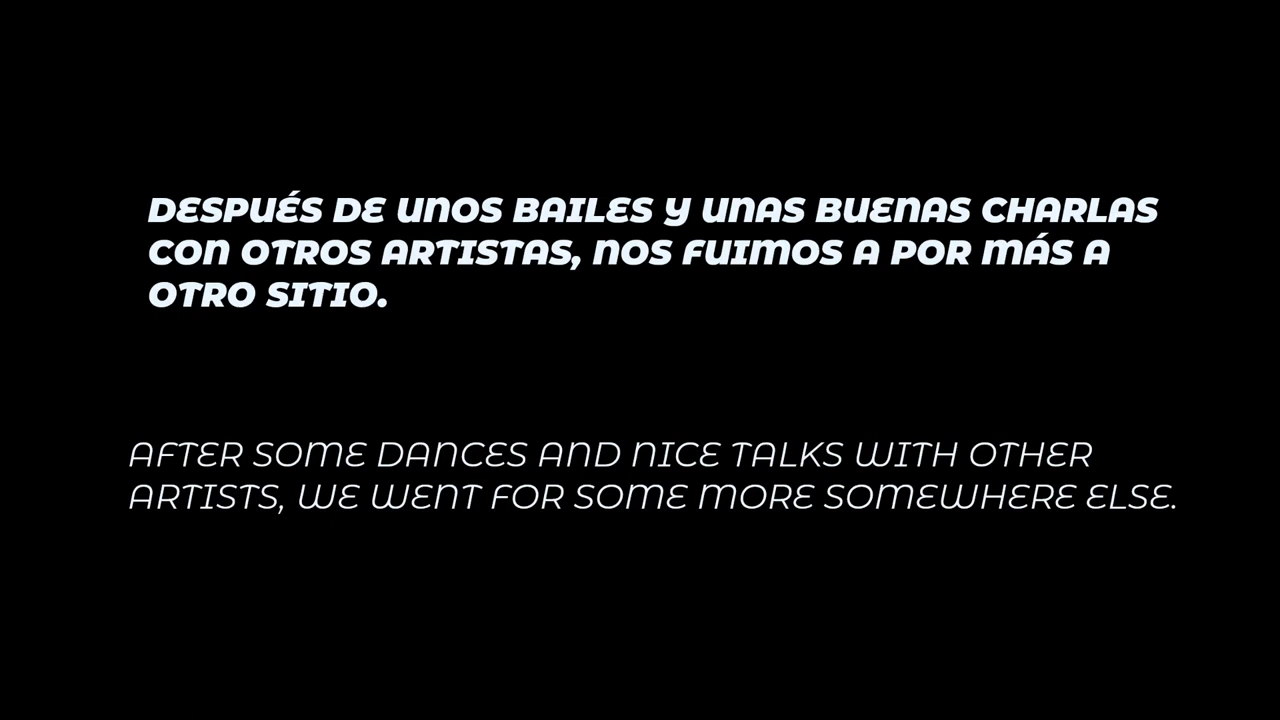 DESPUÉS DE UNOS BAILES Y UNAS BUENAS CHARLAS
CON OTROS ARTISTAS, NOS FUIMOS A POR MÁS A
OTRO SITIO.
AFTER SOME DANCES AND NICE TALKS WITH OTHER
ARTISTS, WE WENT FOR SOME MORE SOMEWHERE ELSE.